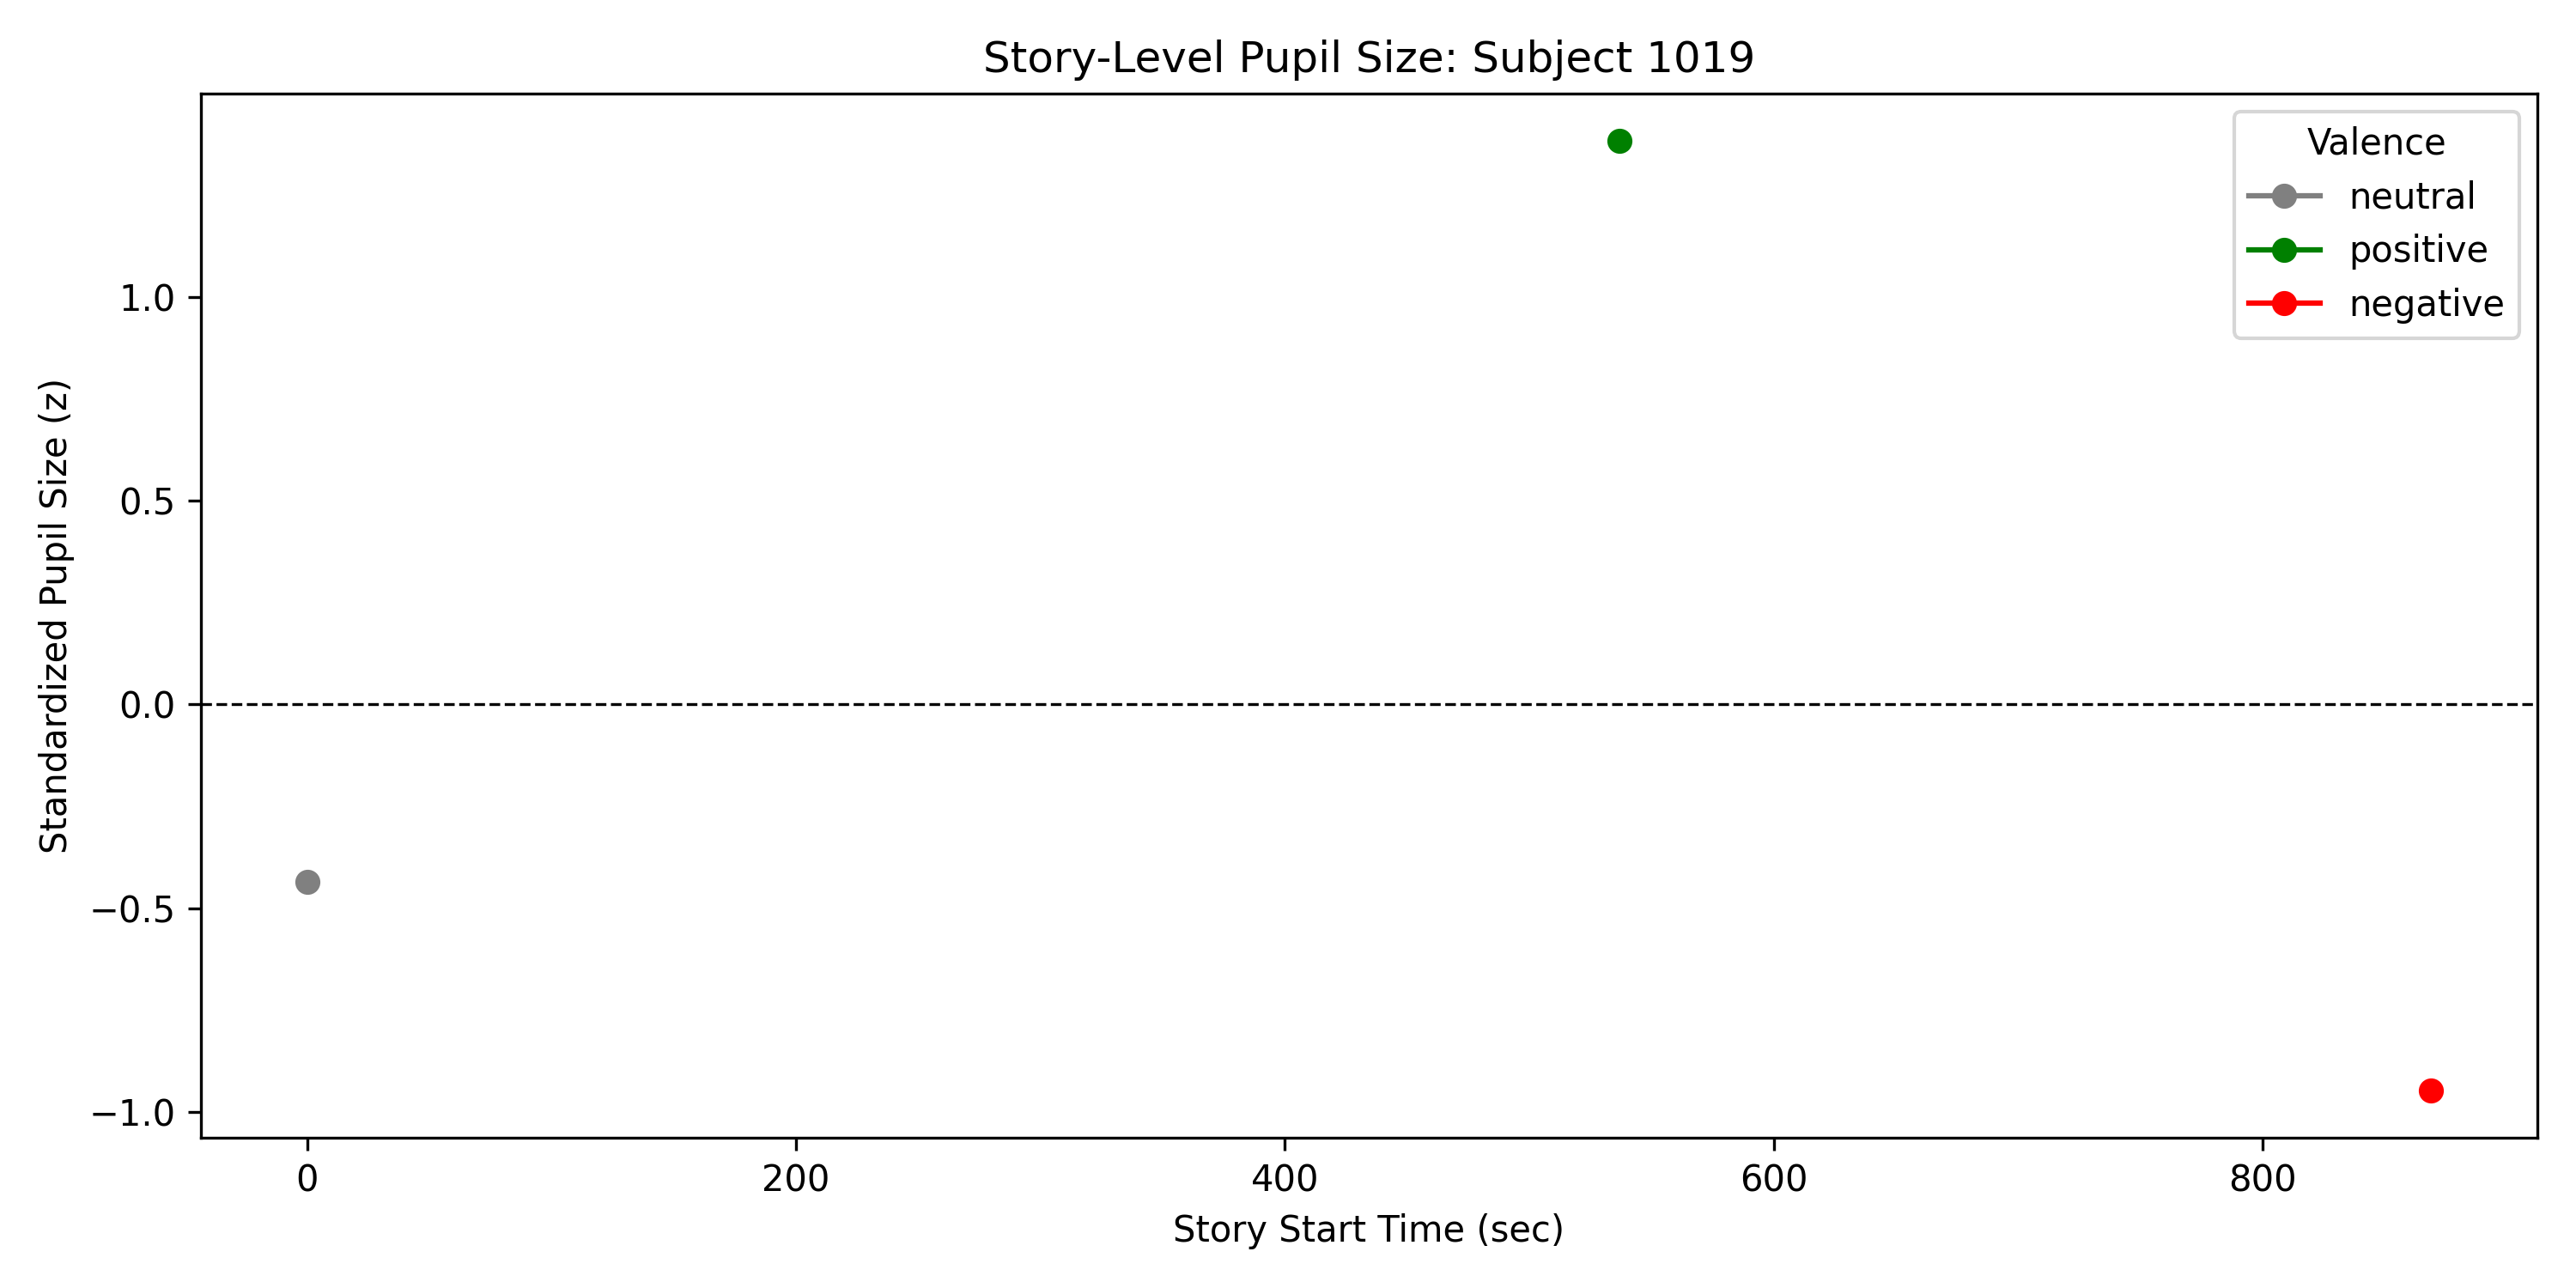 Story-Level Pupil Size: Subject 1019
Valence
neutral
positive
negative
Standardized Pupil Size (z)
1.0
0.5
0.0
−0.5
−1.0
0 200 400 600 800
Story Start Time (sec)